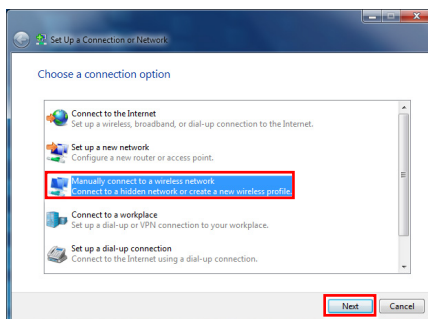 Set Up a Connection or Network
Choose a connection option
Connect to the Internet
Set up a wireless, broadband, or dial-up connection to the Internet.
Set up a new network
Configure a new router or access point.
Manually connect to a wireless network
Connect to a hidden network or create a new wireless profile.
Connect to a workplace
Set up a dial-up or VPN connection to your workplace.
Set up a dial-up connection
Connect to the Internet using a dial-up connection.
Next
Cancel